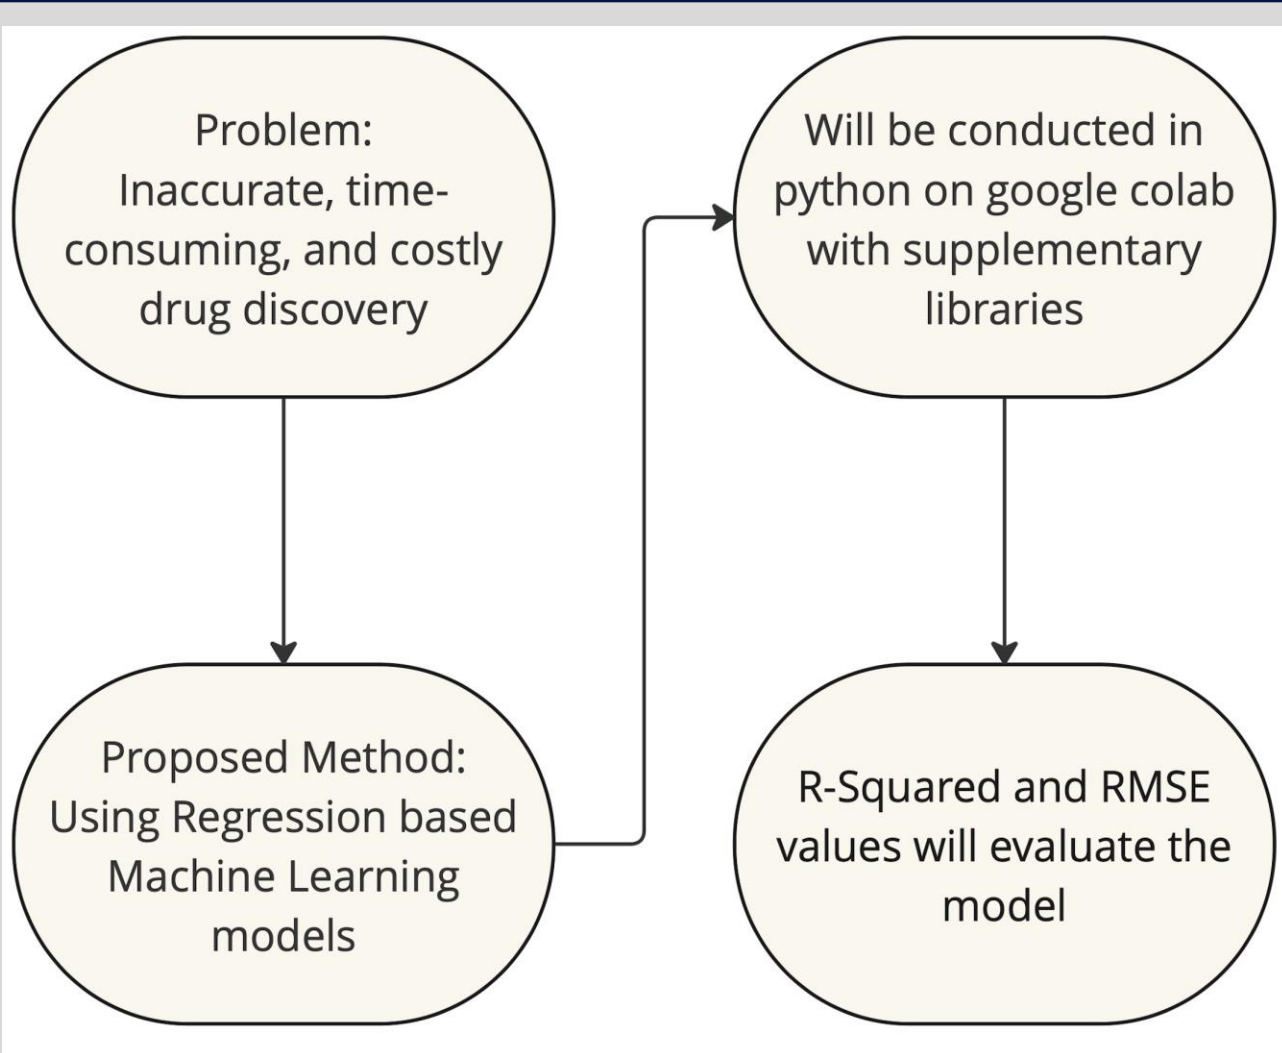 Problem:
Inaccurate, time-
consuming, and costly
drug discovery
Proposed Method:
Using Regression based
Machine Learning
models
Will be conducted in
python on google colab
with supplementary
libraries
R-Squared and RMSE
values will evaluate the
model